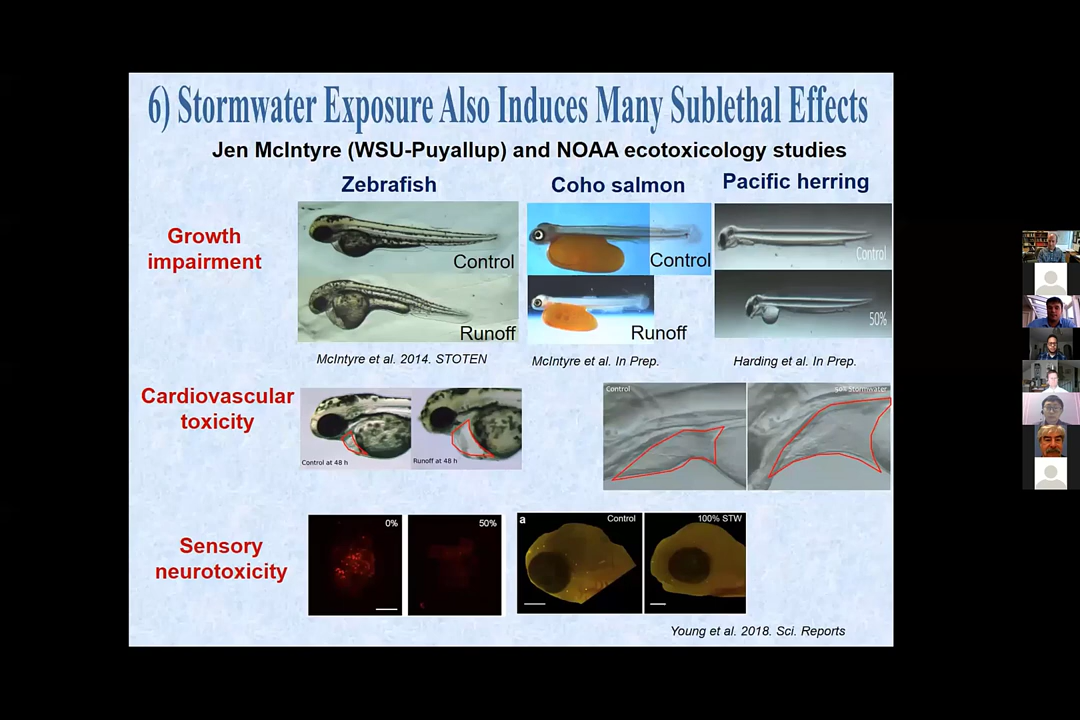 6) Stormwater Exposure Also Induces Many Sublethal Effects
Jen McIntyre (WSU-Puyallup) and NOAA ecotoxicology studies
Zebrafish
Coho salmon
Pacific herring
Growth
impairment
Control
Control
Control
Runoff
Runoff
50%
McIntyre et al. 2014. STOTEN
McIntyre et al. In Prep.
Harding et al. In Prep.
Cardiovascular
toxicity
Control at 48 h
Runoff at 48 h
Control
50% Stormwater
Sensory
neurotoxicity
0%
50%
a
Control
100% STW
Young et al. 2018. Sci. Reports